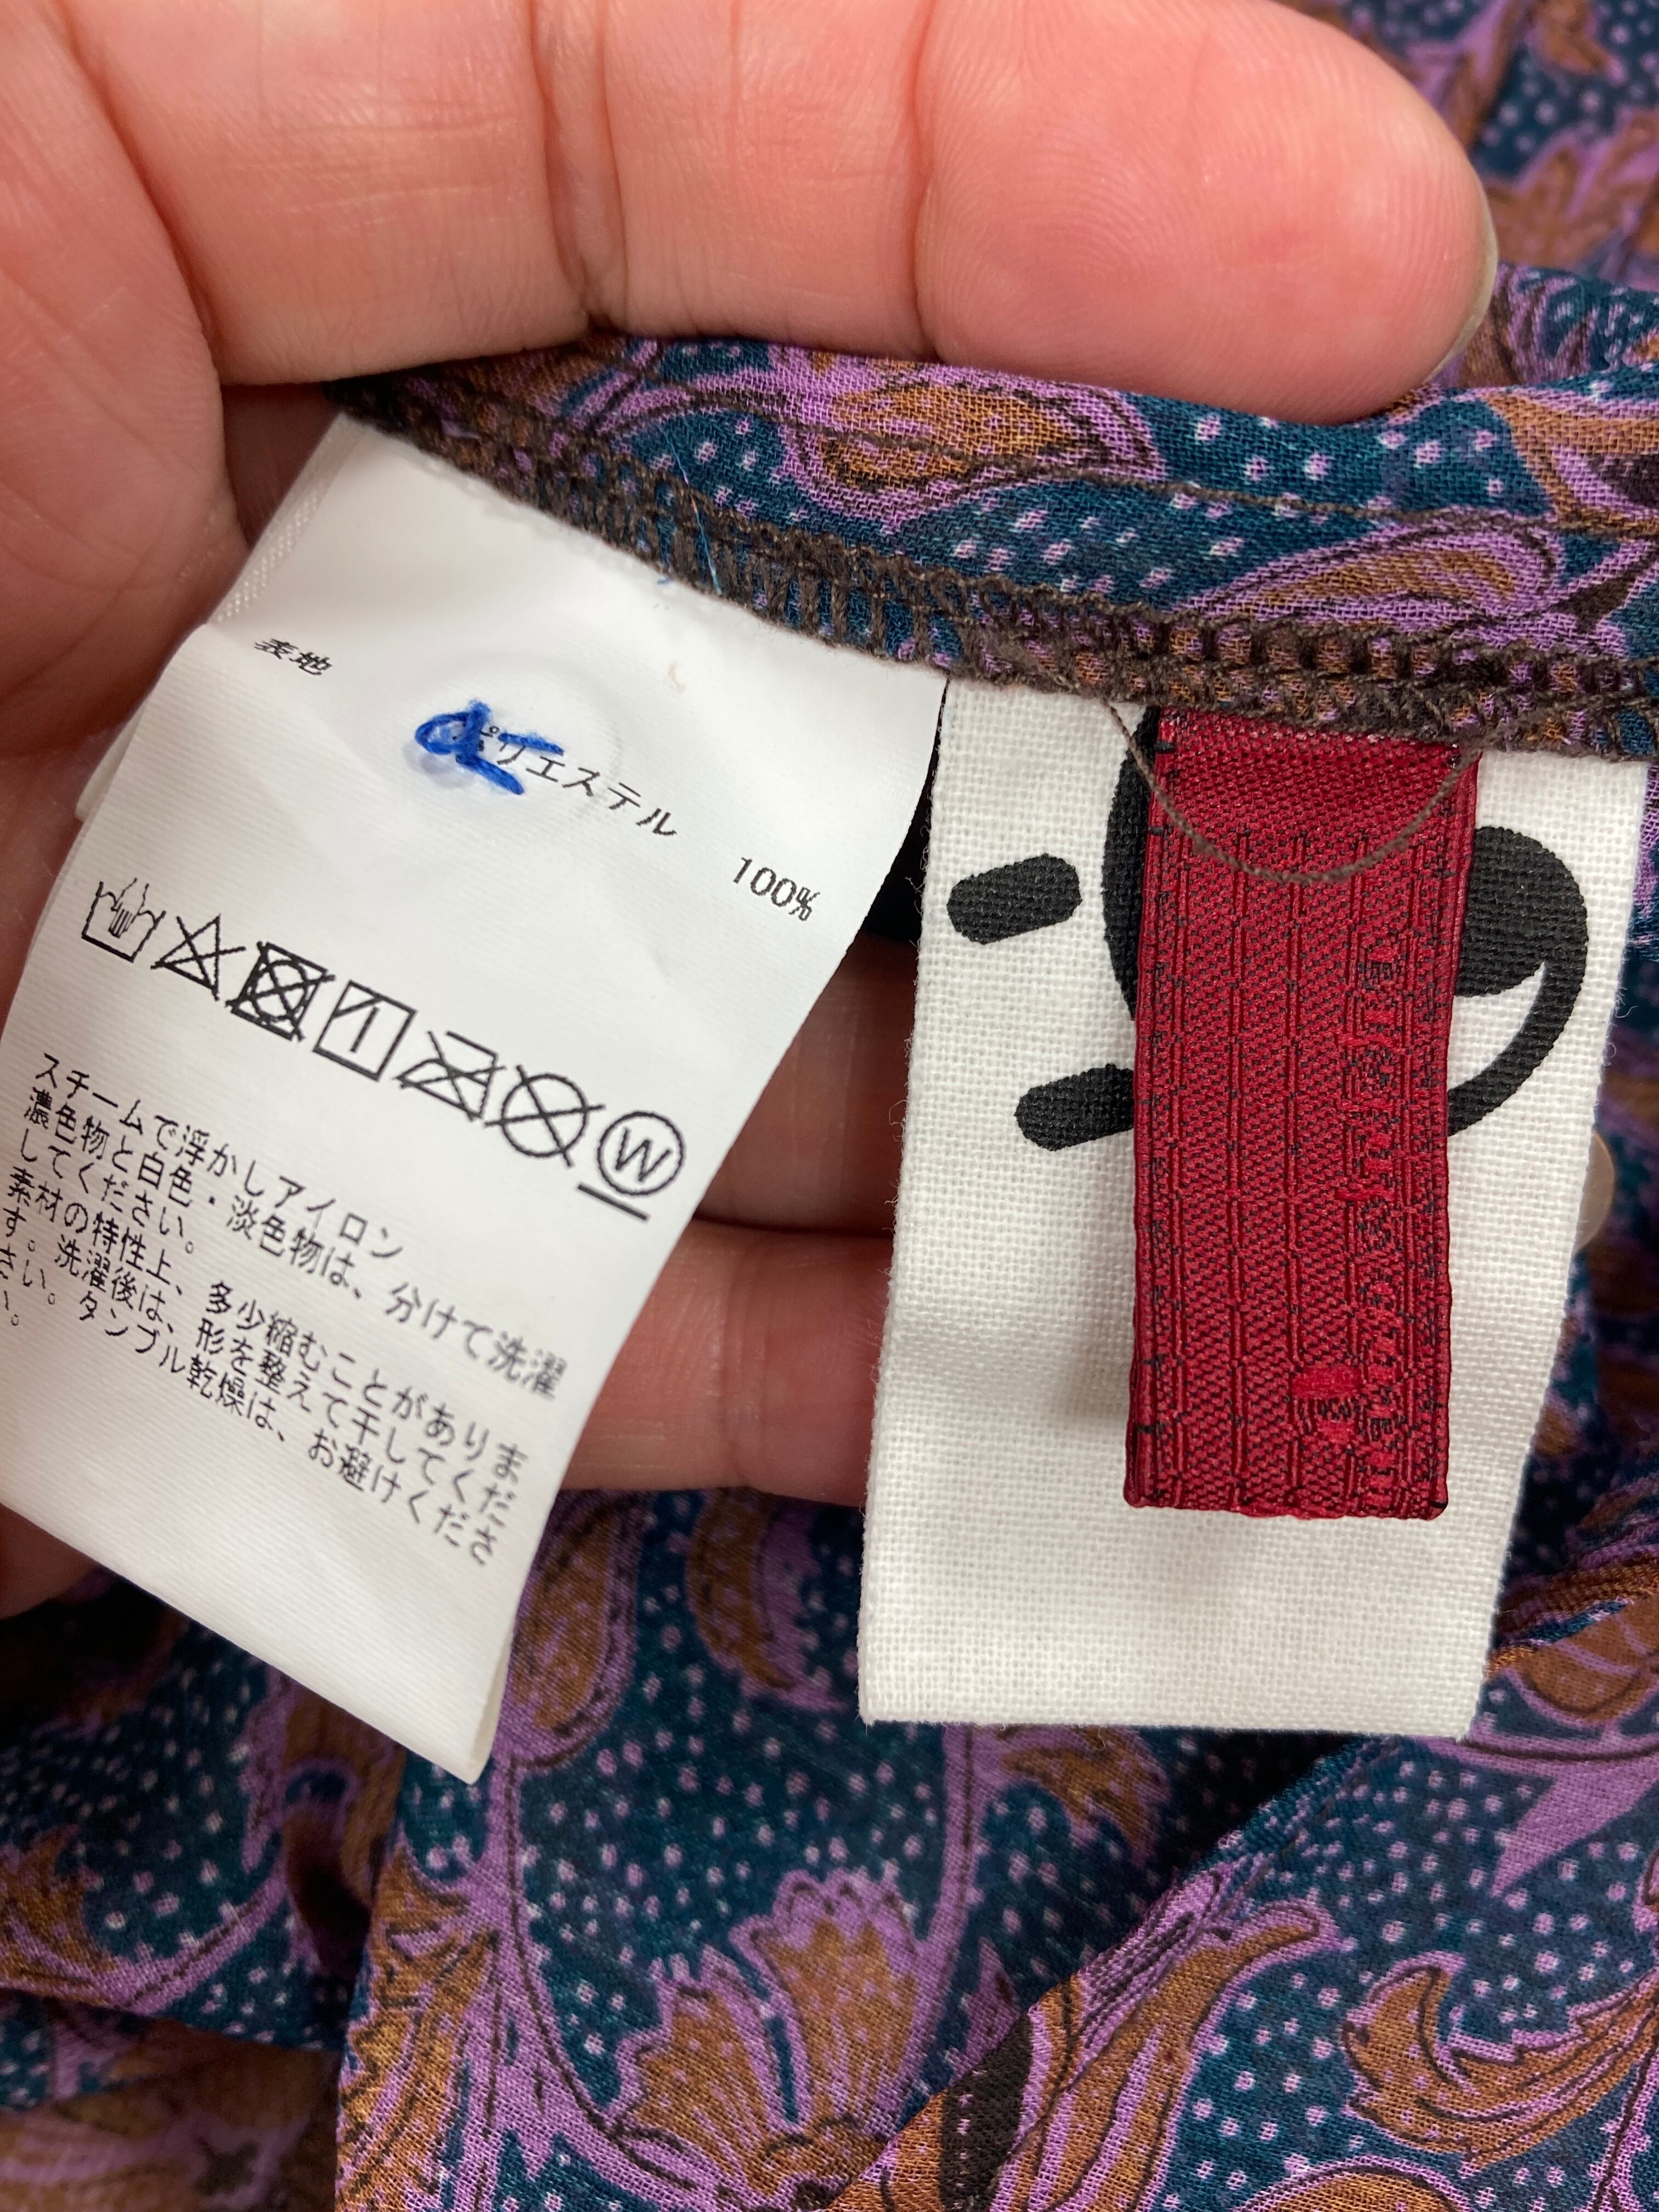 表地
ポリエステル
100%
W
スチームで浮かしアイロン
濃色物と白色・淡色物は、分けて洗濯
してください。
素材の特性上、多少縮むことがありま
す。洗濯後は、形を整えて干してくだ
さい。タンブル乾燥は、お避けくださ
い。